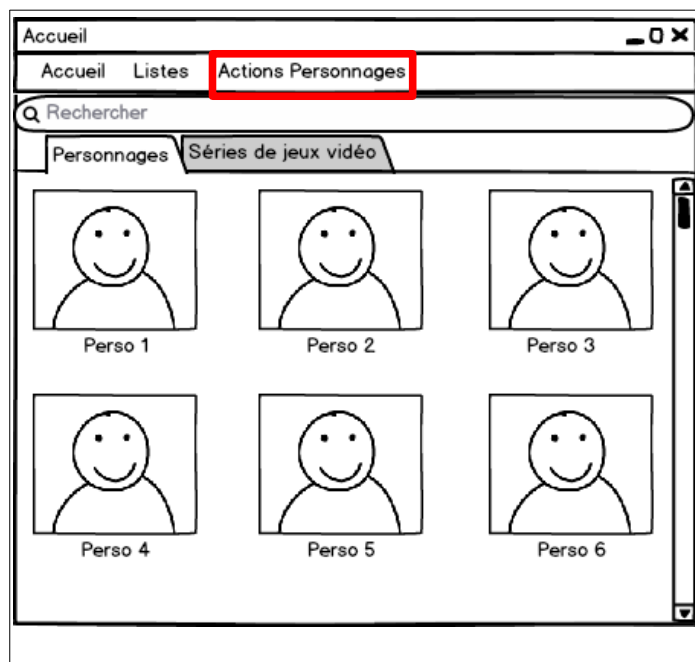 Accueil
Accueil Listes Actions Personnages
Rechercher
Personnages Séries de jeux vidéo
Perso 1 Perso 2 Perso 3
Perso 4 Perso 5 Perso 6